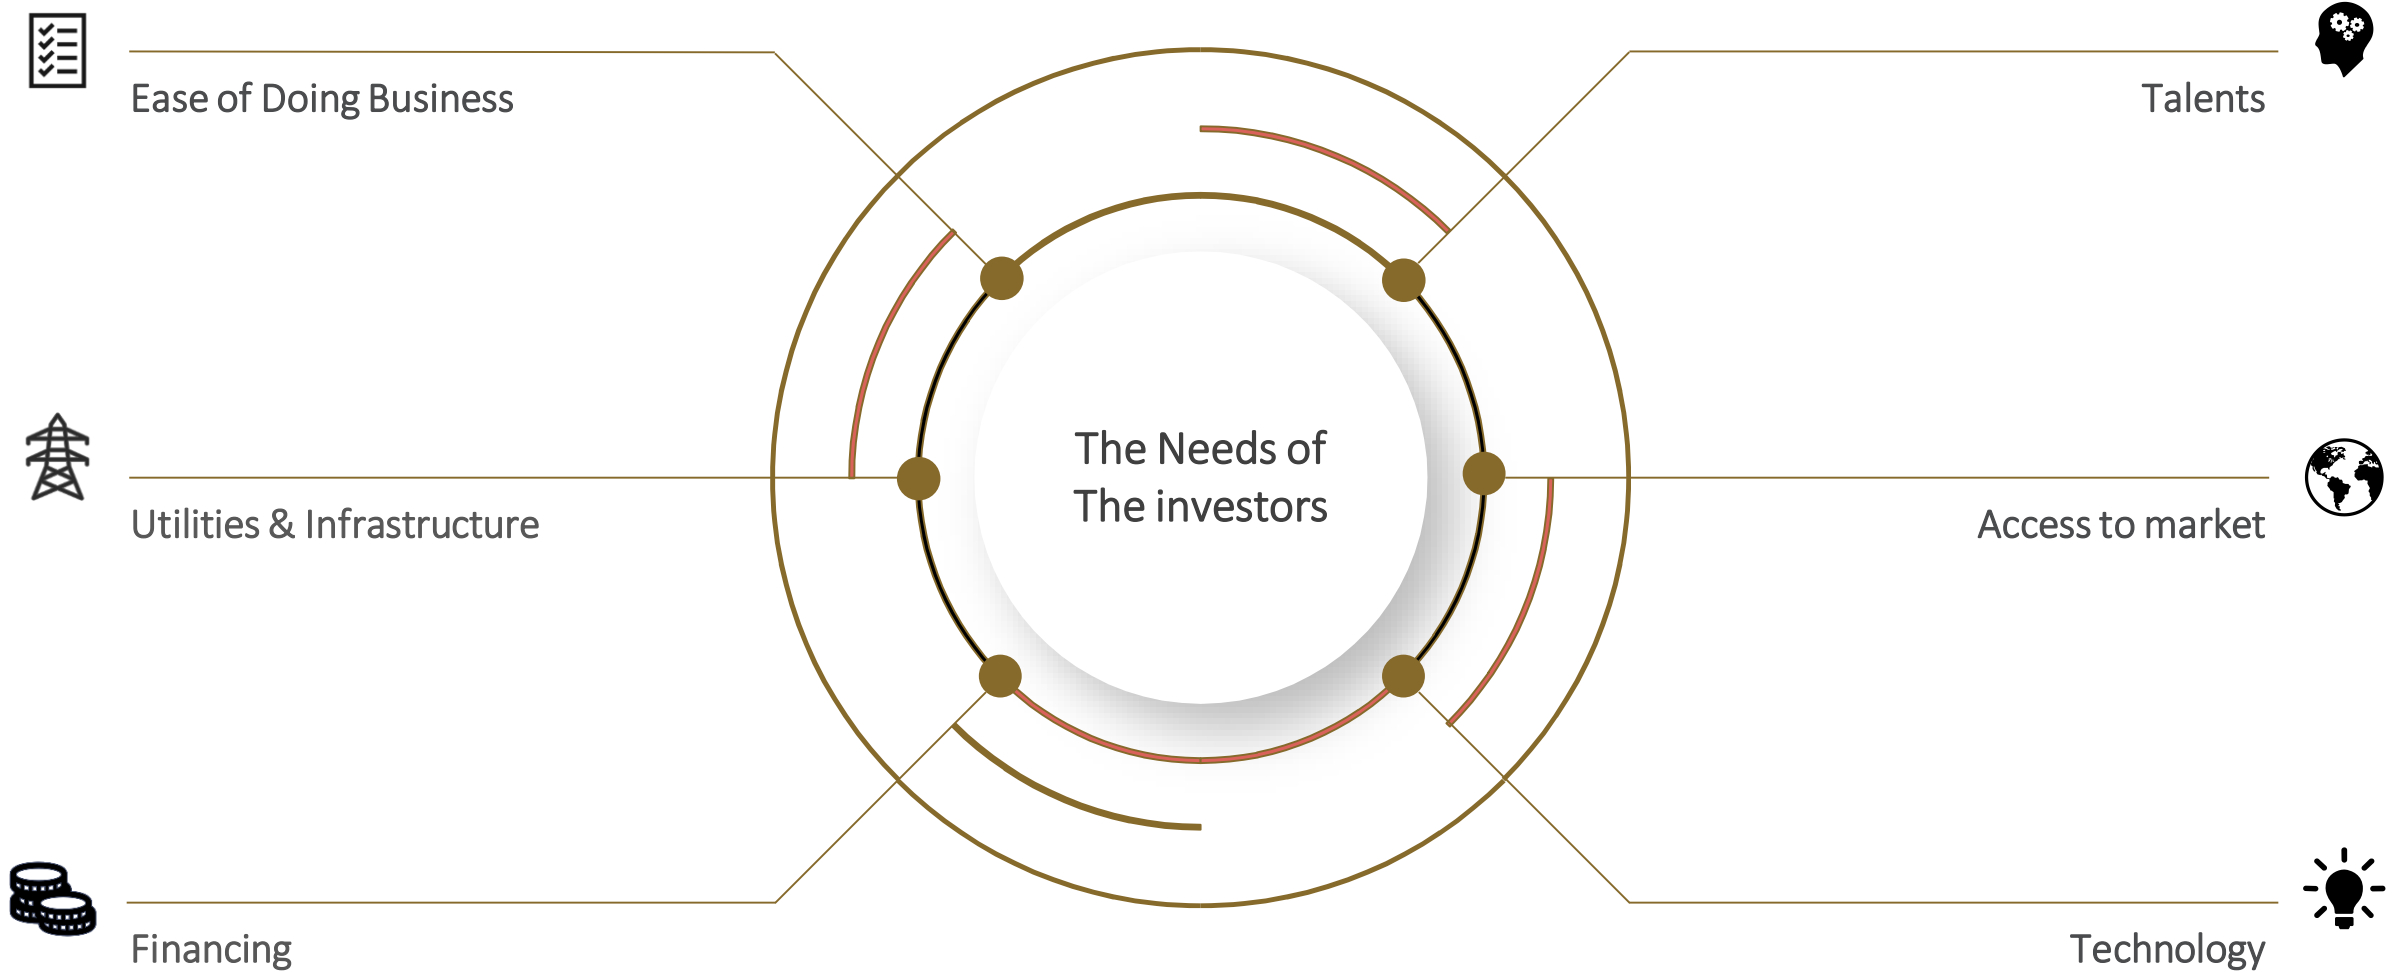 Ease of Doing Business
Talents
The Needs of
The investors
Utilities & Infrastructure
Access to market
Financing
Technology